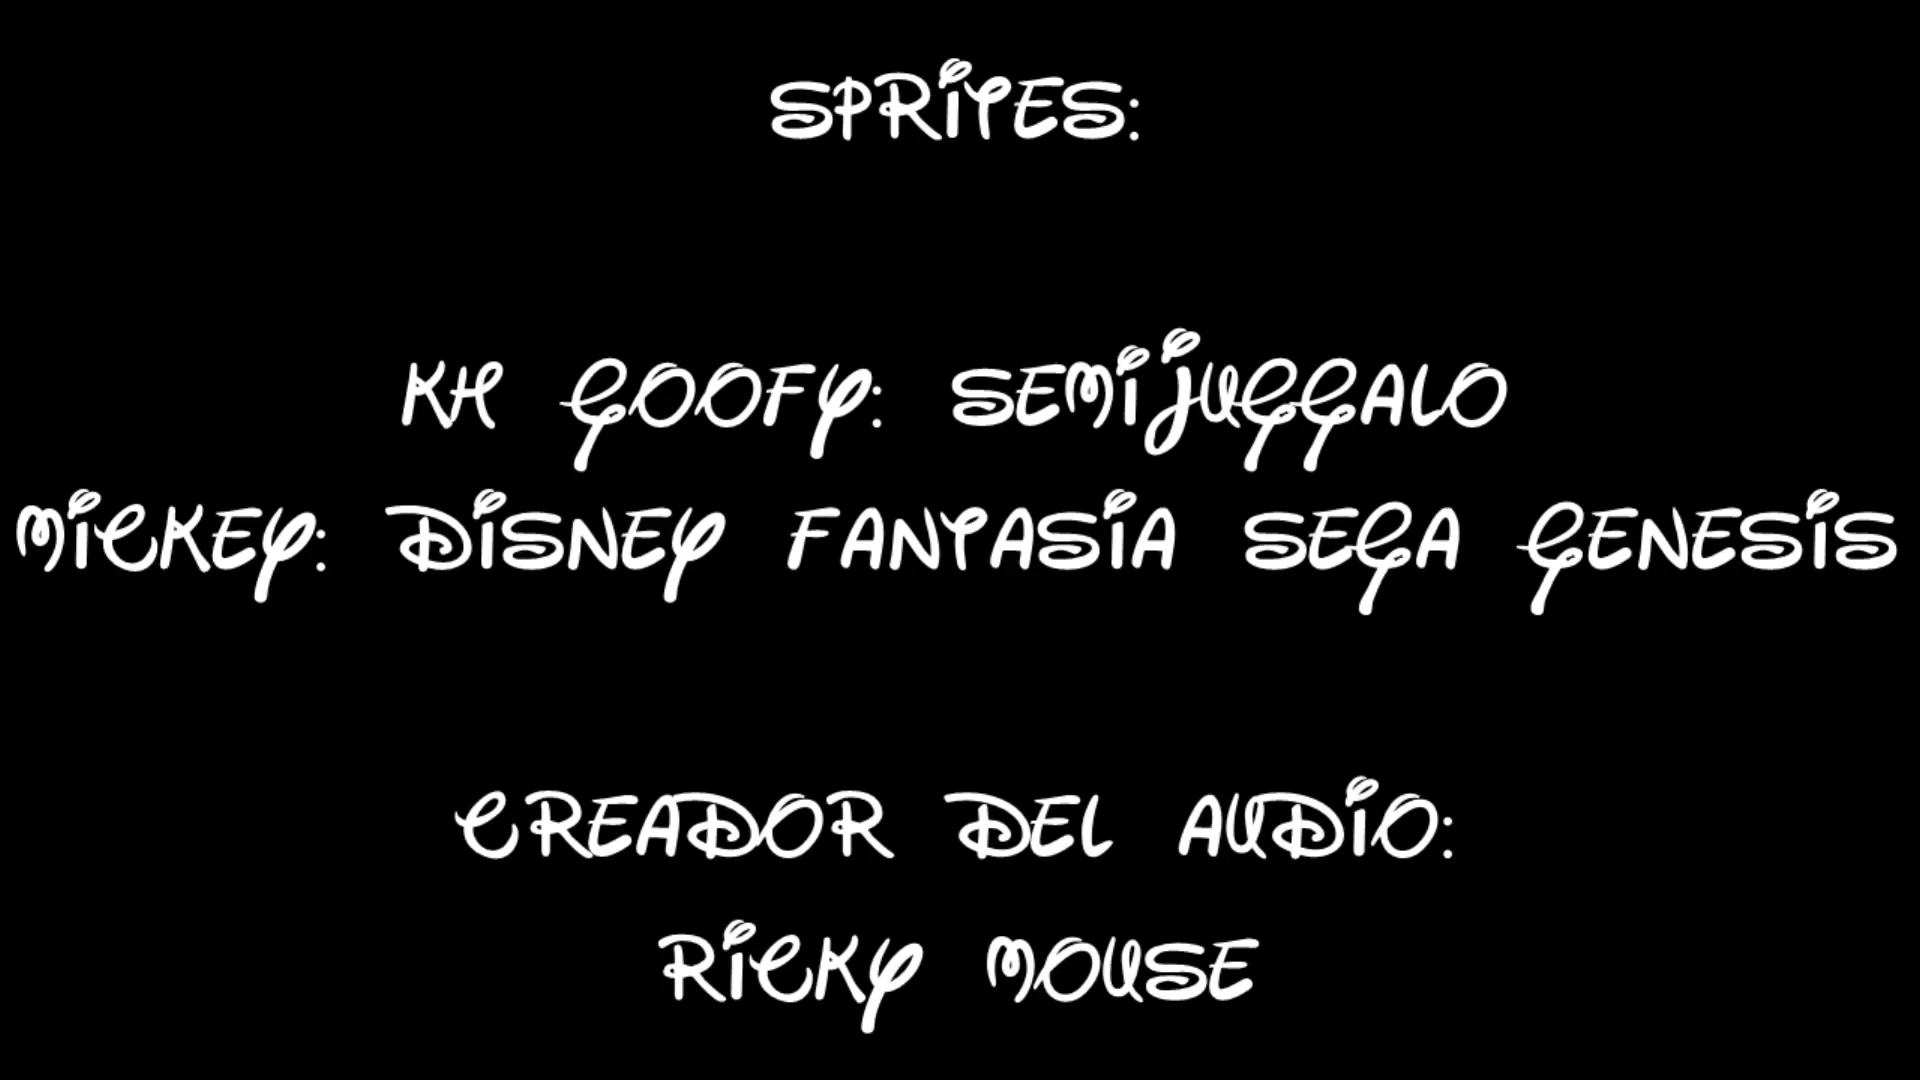 SPRITES:
KH GOOFY: SEMIJUGGALO
MICKEY: DISNEY FANTASIA SEGA GENESIS
CREADOR DEL AUDIO:
RICKY MOUSE